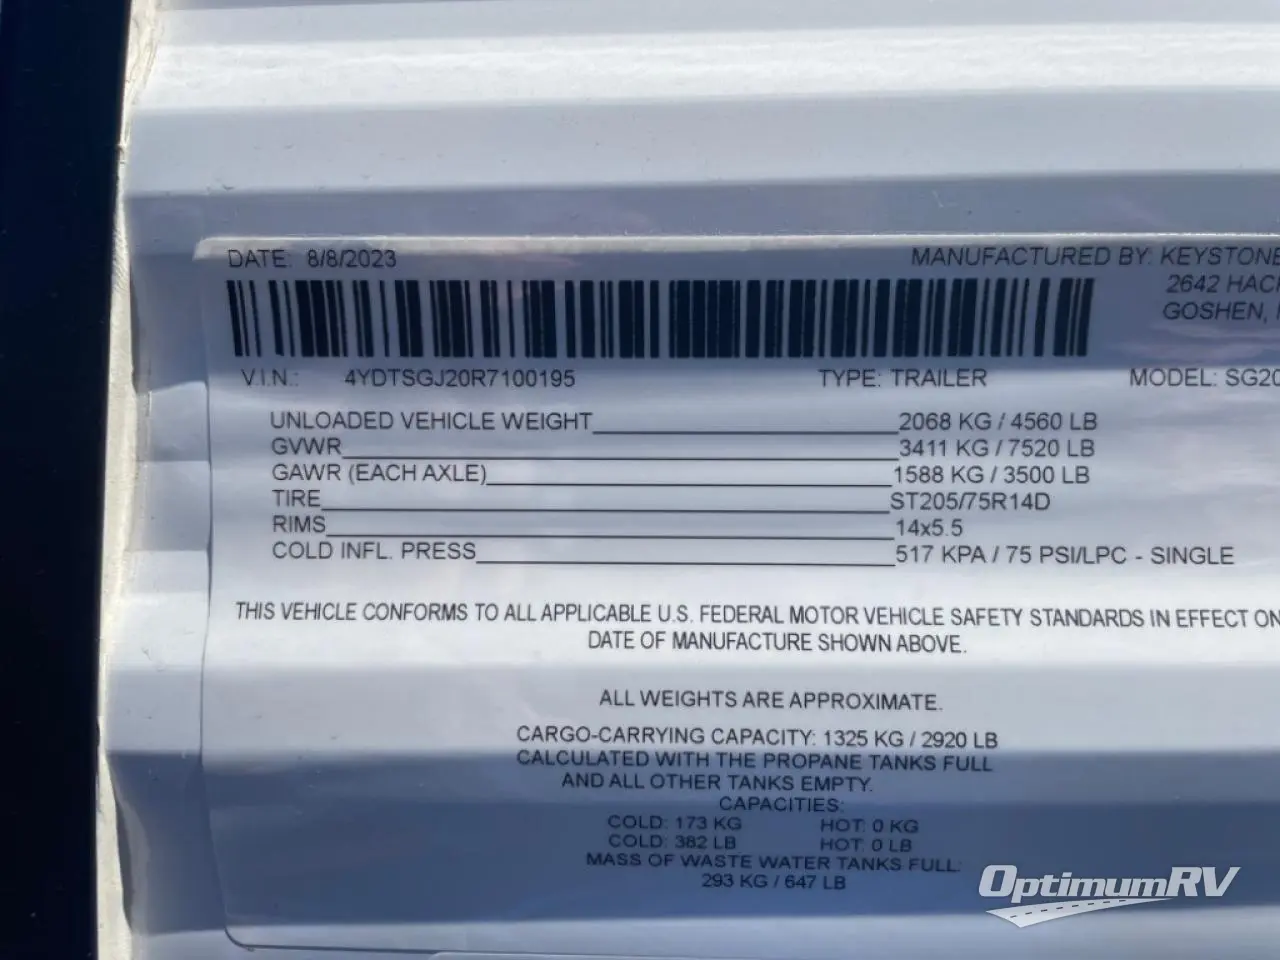 DATE: 8/8/2023 MANUFACTURED BY: KEYSTONE
2642 HACK
GOSHEN,
V.I.N.: 4YDTSGJ20R7100195 TYPE: TRAILER MODEL: SG20
UNLOADED VEHICLE WEIGHT 2068 KG / 4560 LB
GVWR 3411 KG / 7520 LB
GAWR (EACH AXLE) 1588 KG / 3500 LB
TIRE ST205/75R14D
RIMS 14x5.5
COLD INFL. PRESS 517 KPA / 75 PSI/LPC - SINGLE
THIS VEHICLE CONFORMS TO ALL APPLICABLE U.S. FEDERAL MOTOR VEHICLE SAFETY STANDARDS IN EFFECT ON
DATE OF MANUFACTURE SHOWN ABOVE.
ALL WEIGHTS ARE APPROXIMATE.
CARGO-CARRYING CAPACITY: 1325 KG / 2920 LB
CALCULATED WITH THE PROPANE TANKS FULL
AND ALL OTHER TANKS EMPTY.
CAPACITIES:
COLD: 173 KG HOT: 0 KG
COLD: 382 LB HOT: 0 LB
MASS OF WASTE WATER TANKS FULL:
293 KG / 647 LB
OptimumRV